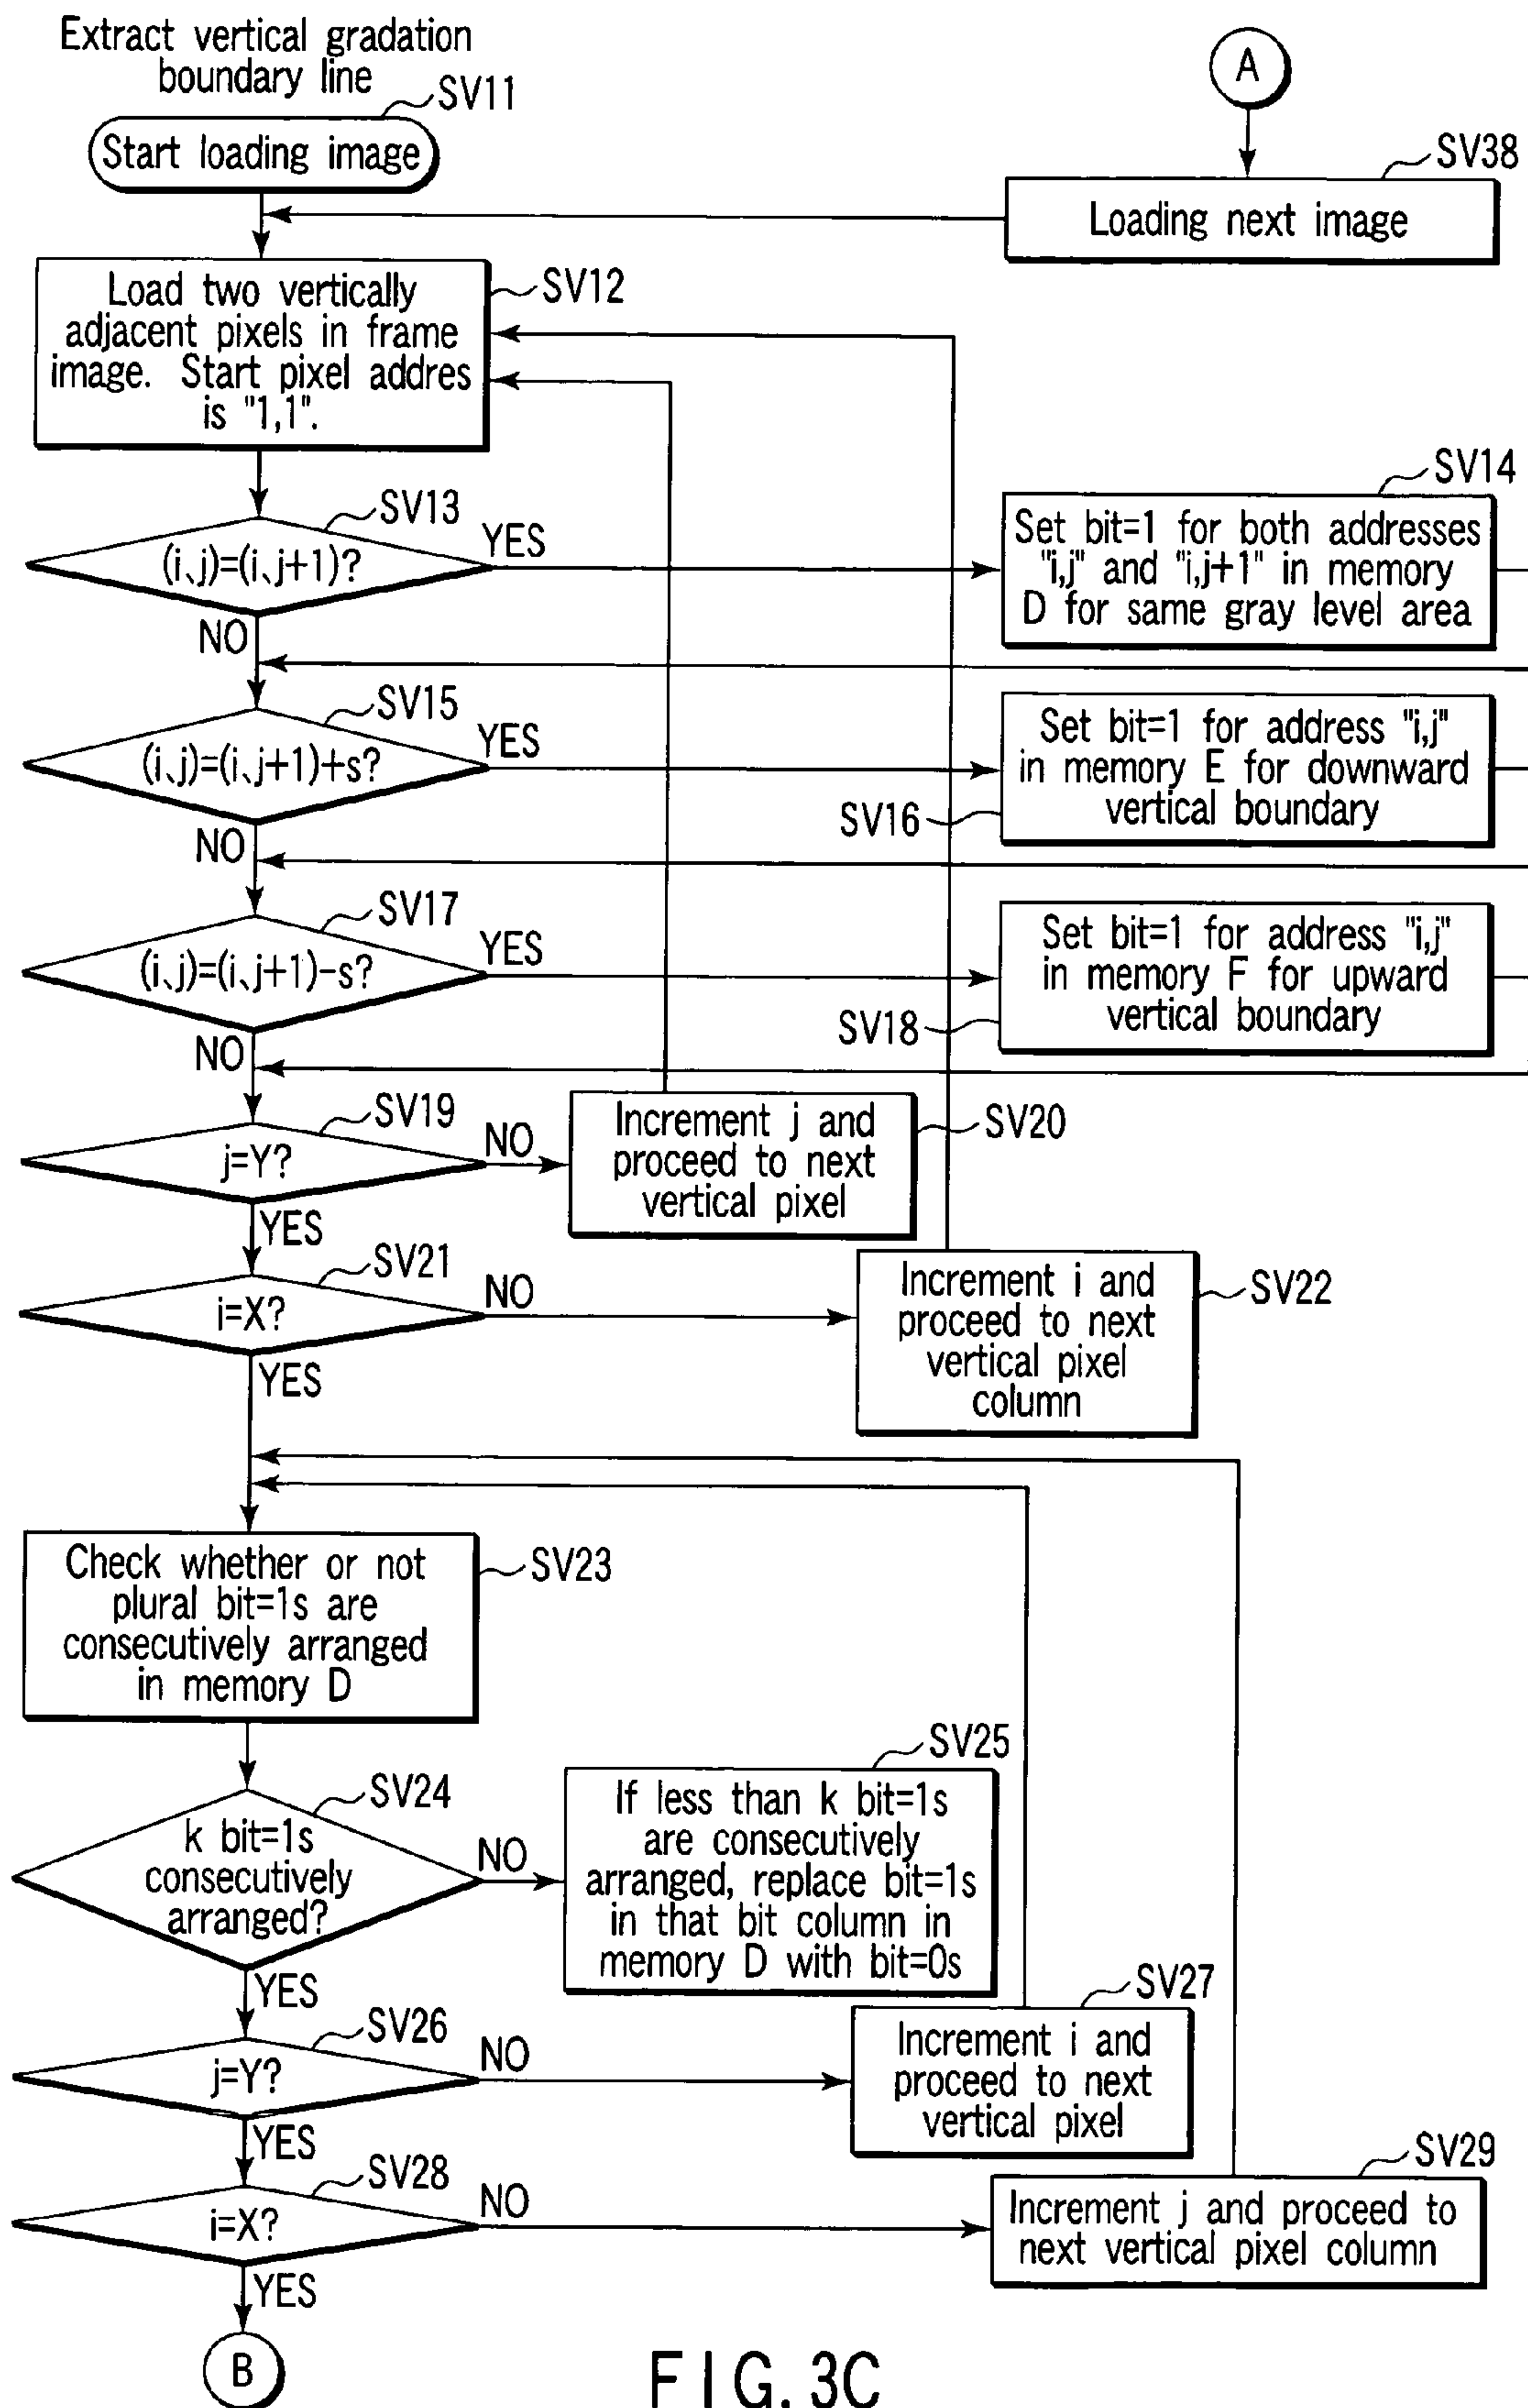 Extract vertical gradation
boundary line
SV11
Start loading image
A
SV38
Loading next image
Load two vertically
adjacent pixels in frame
image. Start pixel addres
is "1,1".
SV12
SV13
(i、j)=(i、j+1)?
YES
NO
SV14
Set bit=1 for both addresses
"i,j" and "i,j+1" in memory
D for same gray level area
SV15
(i、j)=(i、j+1)+s?
YES
NO
Set bit=1 for address "i,j"
in memory E for downward
vertical boundary
SV16
SV17
(i、j)=(i、j+1)-s?
YES
NO
Set bit=1 for address "i,j"
in memory F for upward
vertical boundary
SV18
SV19
j=Y?
NO
YES
Increment j and
proceed to next
vertical pixel
SV20
SV21
i=X?
NO
YES
Increment i and
proceed to next
vertical pixel
column
SV22
Check whether or not
plural bit=1s are
consecutively arranged
in memory D
SV23
SV24
k bit=1s
consecutively
arranged?
NO
YES
SV25
If less than k bit=1s
are consecutively
arranged, replace bit=1s
in that bit column in
memory D with bit=0s
SV26
j=Y?
NO
YES
SV27
Increment i and
proceed to next
vertical pixel
SV28
i=X?
NO
YES
SV29
Increment j and proceed to
next vertical pixel column
B
FIG. 3C